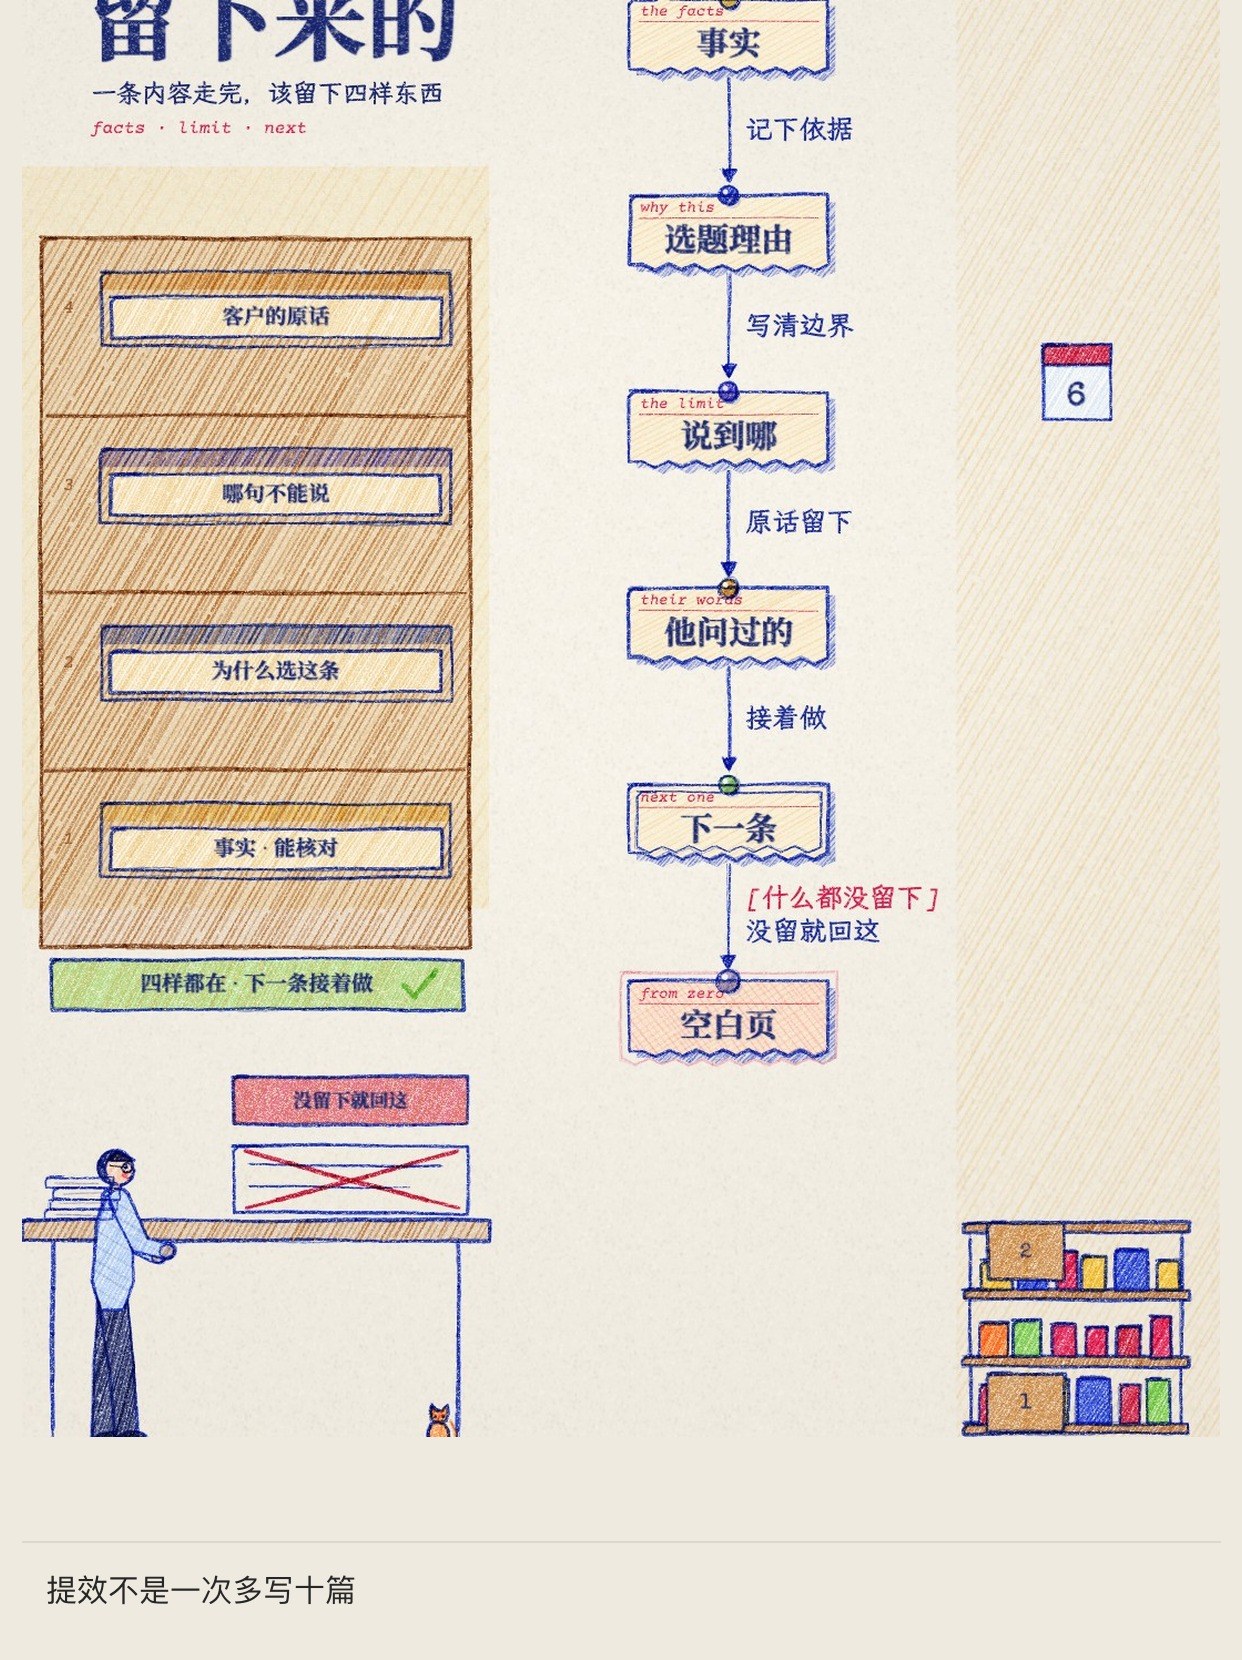 留下来的
一条内容走完，该留下四样东西
facts · limit · next
4
客户的原话
3
哪句不能说
2
为什么选这条
1
事实·能核对
四样都在·下一条接着做
没留下就回这
the facts
事实
记下依据
why this
选题理由
写清边界
the limit
说到哪
原话留下
their words
他问过的
接着做
next one
下一条
[什么都没留下]
没留就回这
from zero
空白页
6
2
1
提效不是一次多写十篇